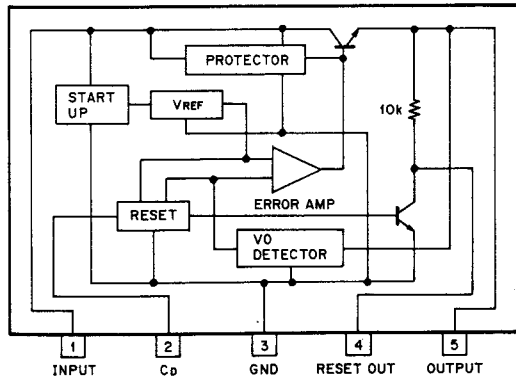 PROTECTOR
START
UP
VREF
10k
ERROR AMP
RESET
VO
DETECTOR
1
2
3
4
5
INPUT
CD
GND
RESET OUT
OUTPUT